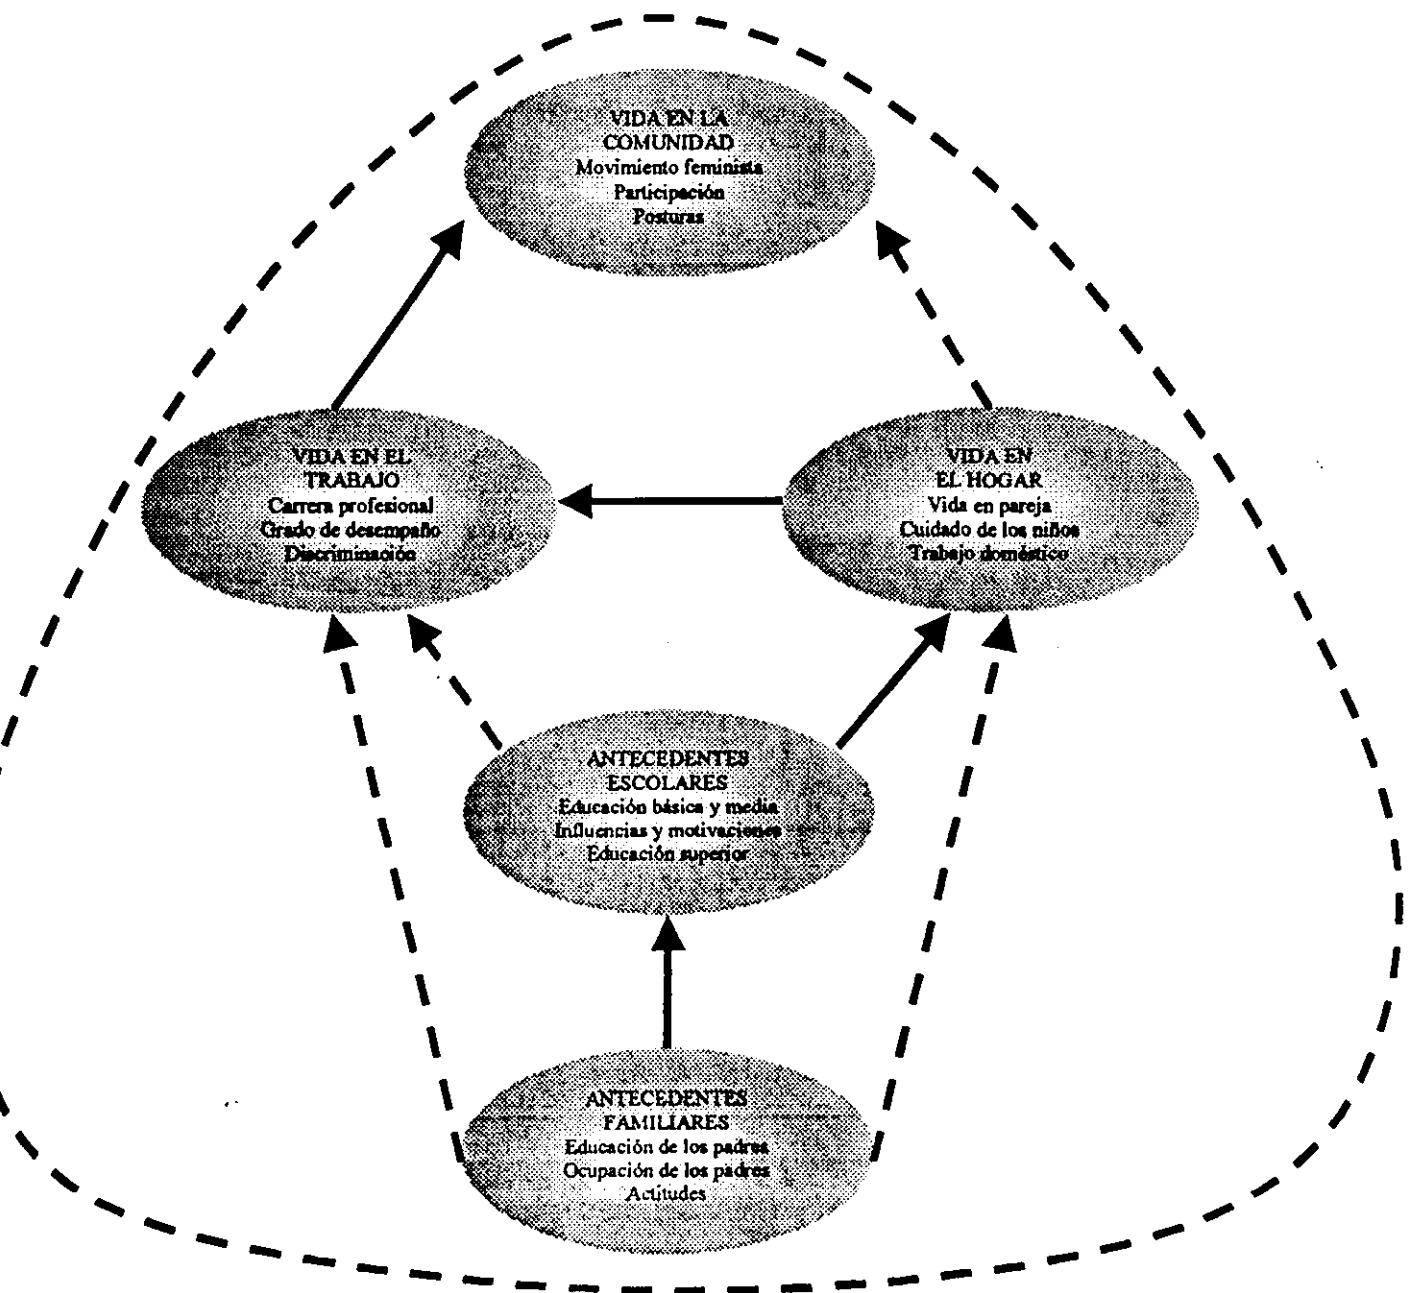 VIDA EN LA
COMUNIDAD
Movimiento feminista
Participación
Posturas
VIDA EN EL
TRABAJO
Carrera profesional
Grado de desempaño
Discriminación
VIDA EN
EL HOGAR
Vida en pareja
Cuidado de los niños
Trabajo doméstico
ANTECEDENTES
ESCOLARES
Educación básica y media
Influencias y motivaciones
Educación superior
ANTECEDENTES
FAMILIARES
Educación de los padres
Ocupación de los padres
Actitudes